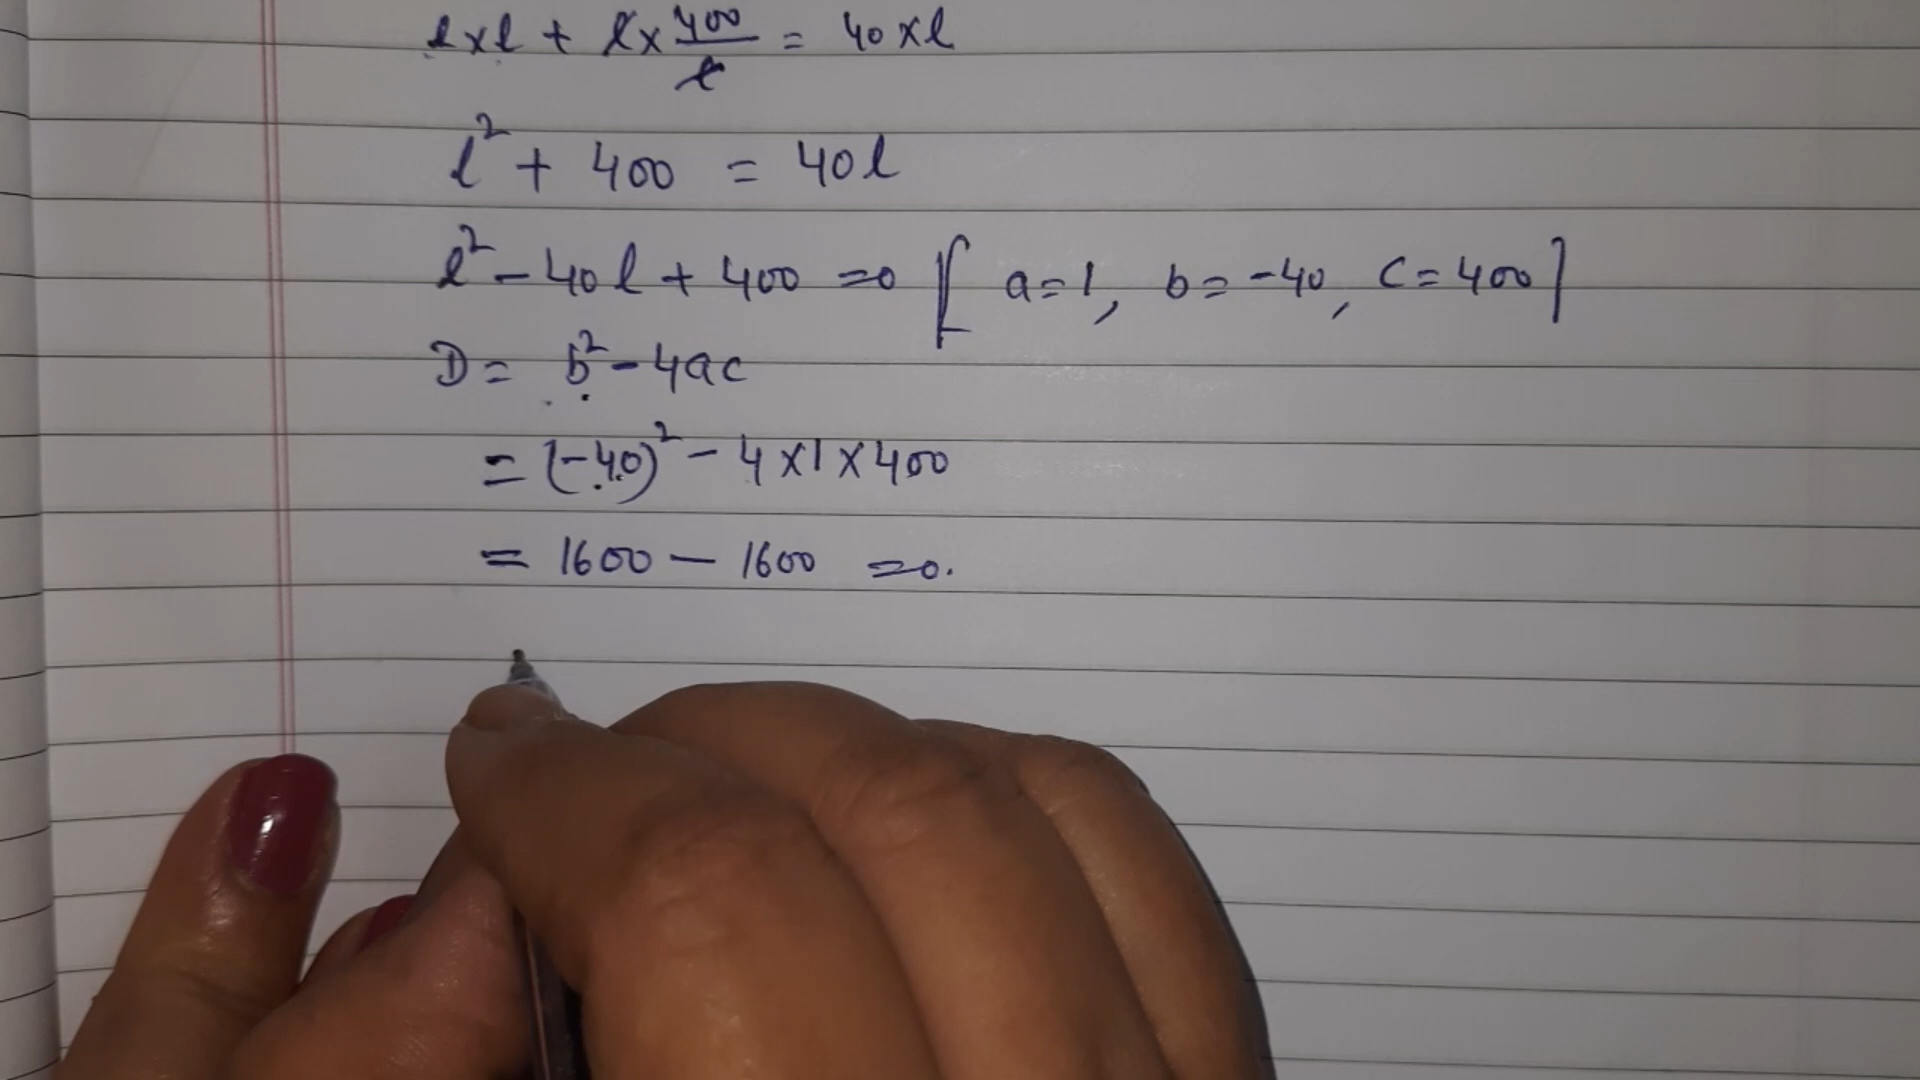 l×l + l× 400/l = 40×l
l² + 400 = 40l
l² - 40l + 400 = 0 [ a=1, b= -40, c= 400 ]
D = b² - 4ac
= (-40)² - 4×1×400
= 1600 - 1600 = 0.